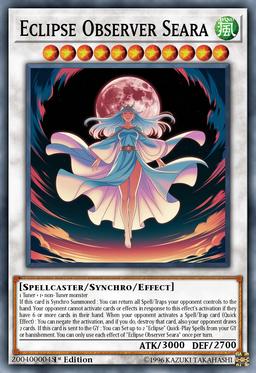 Eclipse Observer Seara
WIND
風
[Spellcaster/Synchro/Effect]
1 Tuner + 1+ non-Tuner monster
If this card is Synchro Summoned: You can return all Spell/Traps your opponent controls to the
hand. Your opponent cannot activate cards or effects in response to this effect's activation if they
have 6 or more cards in their hand. When your opponent activates a Spell/Trap card (Quick
Effect): You can negate the activation, and if you do, destroy that card, also your opponent draws
2 cards. If this card is sent to the GY: You can Set up to 2 "Eclipse" Quick-Play Spells from your GY
or banishment. You can only use each effect of "Eclipse Observer Seara" once per turn.
ATK/3000 DEF/2700
1st Edition
©1996 KAZUKI TAKAHASHI